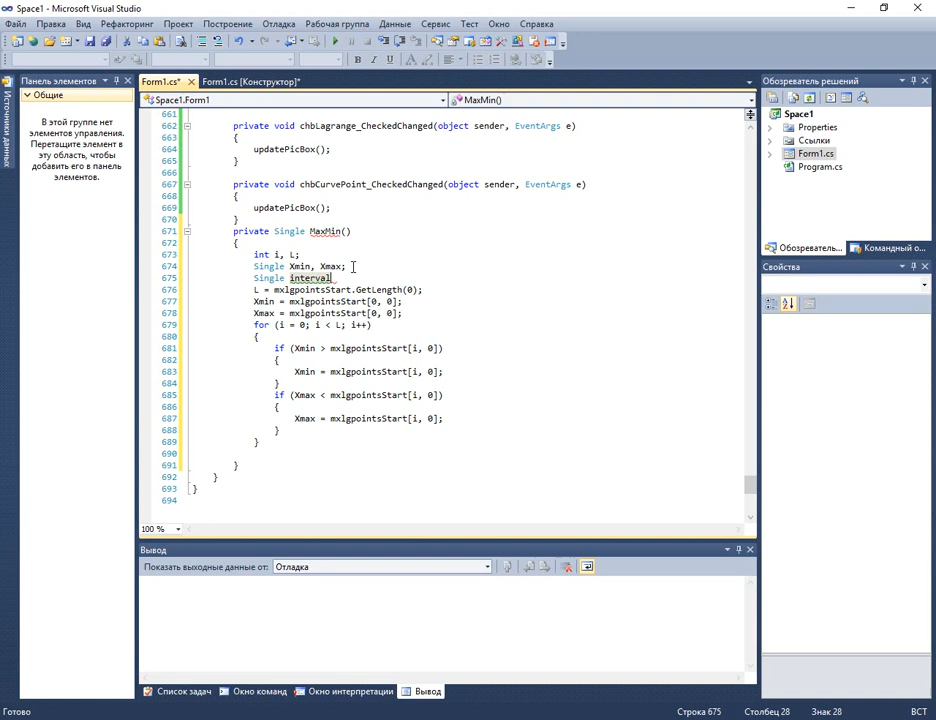 Space1 - Microsoft Visual Studio
Файл Правка Вид Рефакторинг Проект Построение Отладка Рабочая группа Данные Сервис Тест Окно Справка
Источники данных
Панель элементов
Общие
В этой группе нет
элементов управления.
Перетащите элемент в
эту область, чтобы
добавить его в панель
элементов.
Form1.cs* Form1.cs [Конструктор]*
Space1.Form1 MaxMin()
661
662 private void chbLagrange_CheckedChanged(object sender, EventArgs e)
663 {
664 updatePicBox();
665 }
666
667 private void chbCurvePoint_CheckedChanged(object sender, EventArgs e)
668 {
669 updatePicBox();
670 }
671 private Single MaxMin()
672 {
673 int i, L;
674 Single Xmin, Xmax;
675 Single interval
676 L = mxlgpointsStart.GetLength(0);
677 Xmin = mxlgpointsStart[0, 0];
678 Xmax = mxlgpointsStart[0, 0];
679 for (i = 0; i < L; i++)
680 {
681 if (Xmin > mxlgpointsStart[i, 0])
682 {
683 Xmin = mxlgpointsStart[i, 0];
684 }
685 if (Xmax < mxlgpointsStart[i, 0])
686 {
687 Xmax = mxlgpointsStart[i, 0];
688 }
689 }
690
691 }
692 }
693 }
694
100 %
Вывод
Показать выходные данные от: Отладка
Список задач Окно команд Окно интерпретации Вывод
Обозреватель решений
Space1
Properties
Ссылки
Form1.cs
Program.cs
Обозреватель... Командный о...
Свойства
Готово Строка 675 Столбец 28 Знак 28 ВСТ